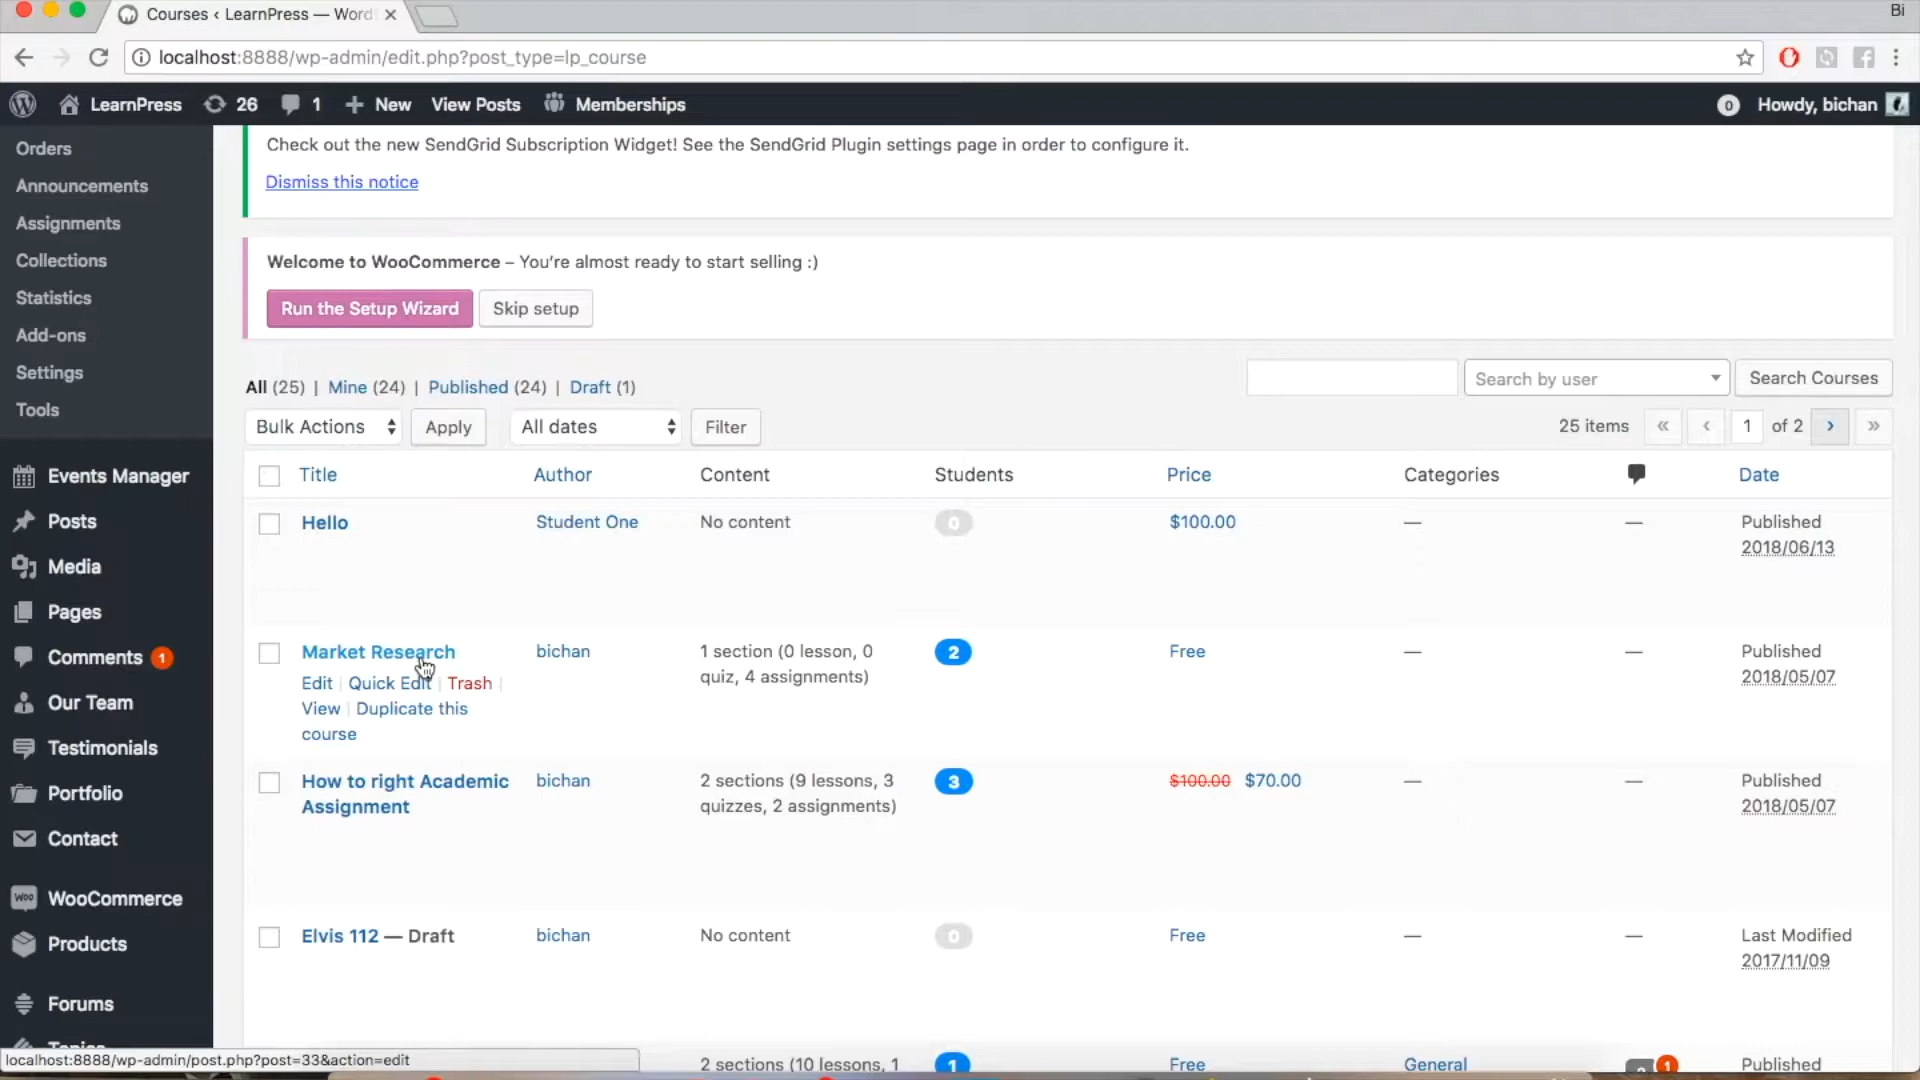 Courses ‹ LearnPress — Word
Bi
localhost:8888/wp-admin/edit.php?post_type=lp_course
LearnPress 26 1 + New View Posts Memberships 0 Howdy, bichan
Orders
Announcements
Assignments
Collections
Statistics
Add-ons
Settings
Tools
Events Manager
Posts
Media
Pages
Comments 1
Our Team
Testimonials
Portfolio
Contact
Woo WooCommerce
Products
Forums
Check out the new SendGrid Subscription Widget! See the SendGrid Plugin settings page in order to configure it.
Dismiss this notice
Welcome to WooCommerce – You're almost ready to start selling :)
Run the Setup Wizard Skip setup
All (25) | Mine (24) | Published (24) | Draft (1)
Search by user Search Courses
Bulk Actions Apply All dates Filter
25 items « ‹ 1 of 2 › »
Title Author Content Students Price Categories Date
Hello Student One No content 0 $100.00 — — Published
2018/06/13
Market Research bichan 1 section (0 lesson, 0 2 Free — — Published
quiz, 4 assignments) 2018/05/07
Edit | Quick Edit | Trash |
View | Duplicate this
course
How to right Academic bichan 2 sections (9 lessons, 3 3 $100.00 $70.00 — — Published
Assignment quizzes, 2 assignments) 2018/05/07
Elvis 112 — Draft bichan No content 0 Free — — Last Modified
2017/11/09
2 sections (10 lessons, 1 1 Free General 1 Published
localhost:8888/wp-admin/post.php?post=33&action=edit